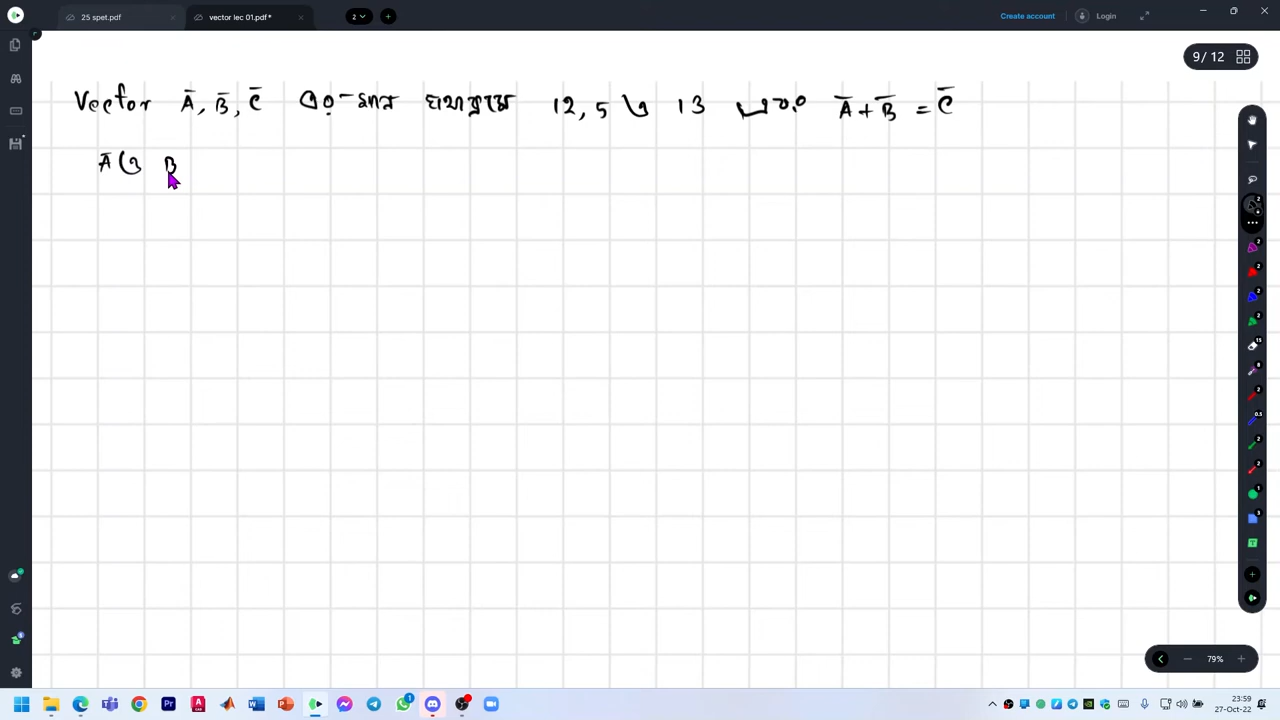 25 spet.pdf
vector lec 01.pdf*
2
Create account
Login
9 / 12
Vector A̅, B̅, C̅ এর মান যথাক্রমে 12, 5 ও 13 এবং A̅ + B̅ = C̅
A̅ ও B
79%
23:59
27-Oct-22